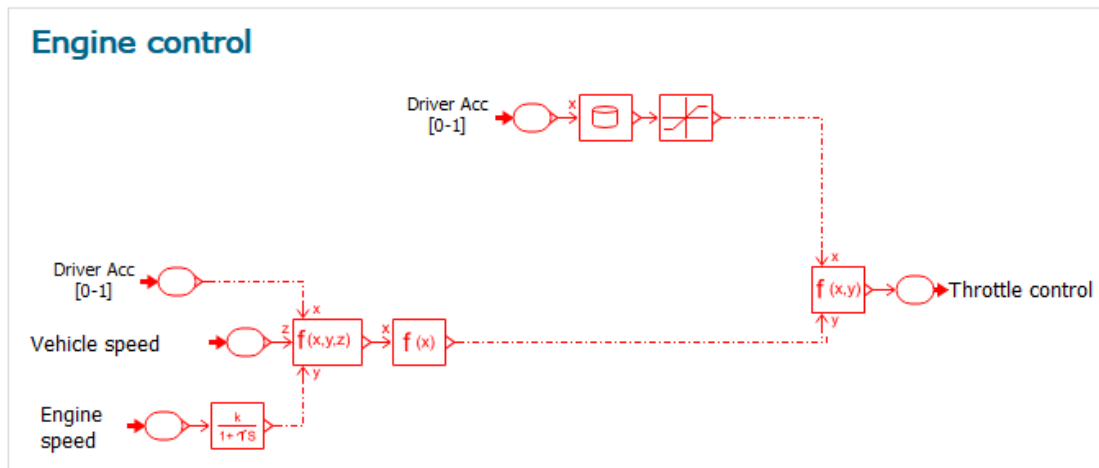 Engine control
Driver Acc
[0-1]
x
x
Driver Acc
[0-1]
x
f(x,y)
Throttle control
y
Vehicle speed
z
f(x,y,z)
x
f(x)
y
Engine
speed
k
1+τS